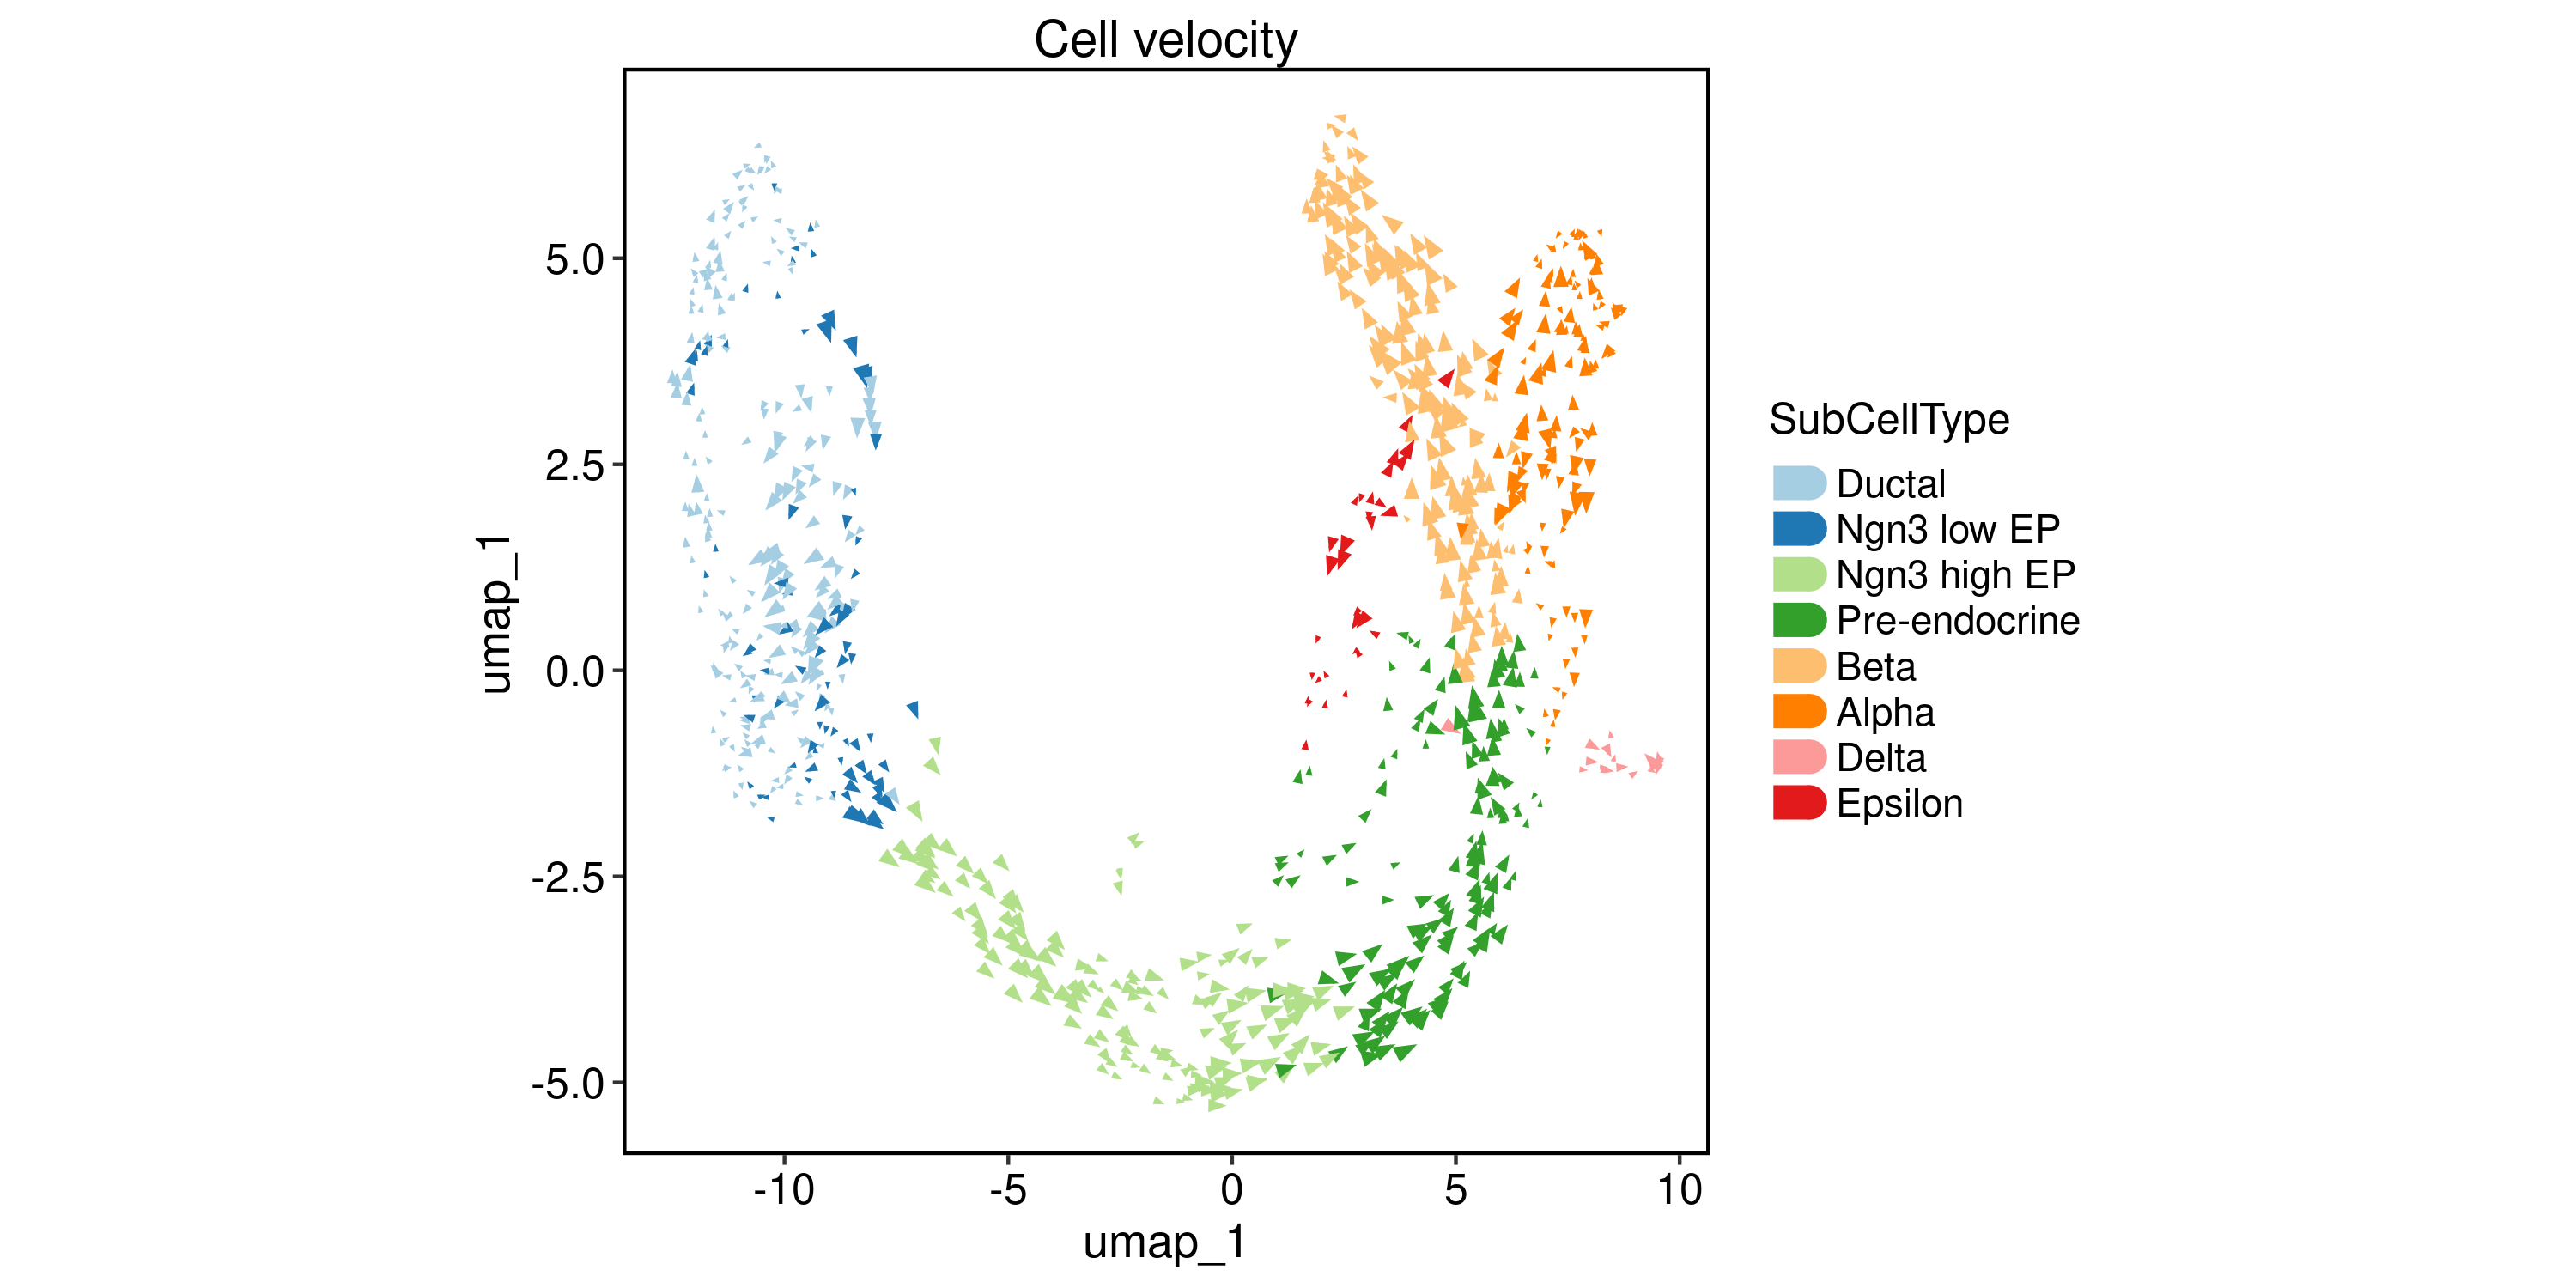 Cell velocity
5.0
2.5
0.0
-2.5
-5.0
umap_1
-10
-5
0
5
10
umap_1
SubCellType
Ductal
Ngn3 low EP
Ngn3 high EP
Pre-endocrine
Beta
Alpha
Delta
Epsilon